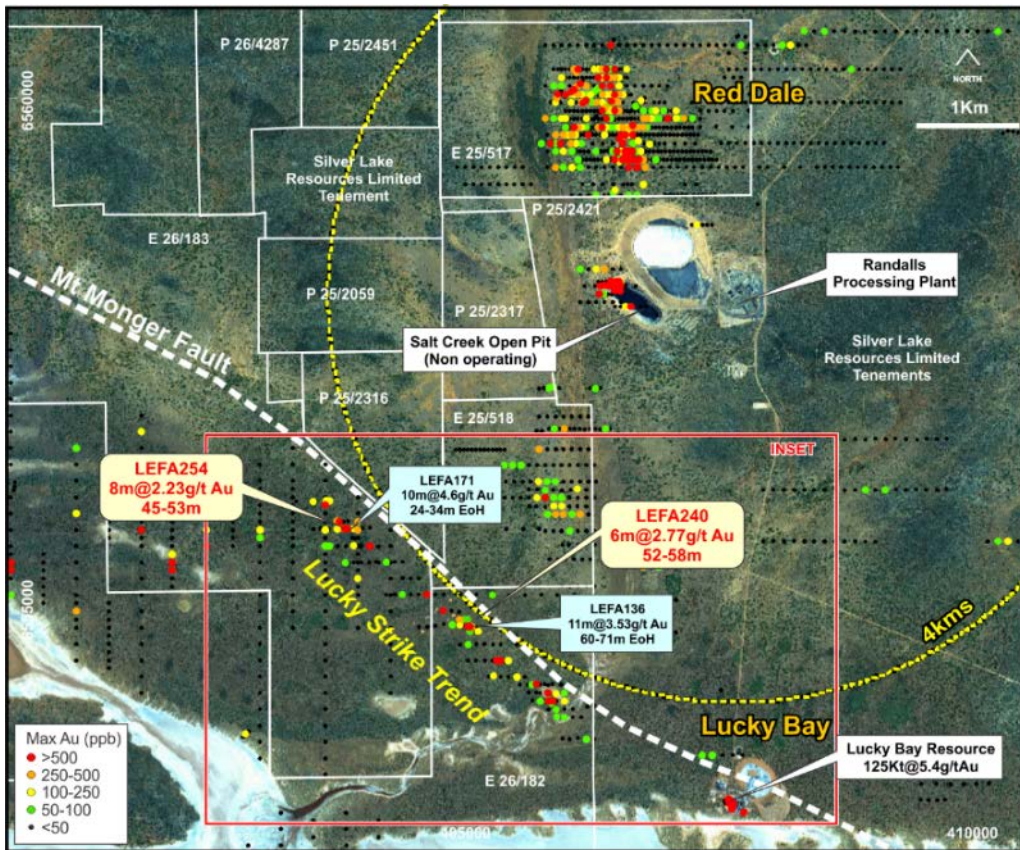 P 26/4287
P 25/2451
NORTH
1Km
Red Dale
6560000
E 25/517
Silver Lake
Resources Limited
Tenement
P 25/2421
E 26/183
Randalls
Processing Plant
P 25/2059
P 25/2317
Mt Monger Fault
Salt Creek Open Pit
(Non operating)
Silver Lake
Resources Limited
Tenements
P 25/2316
E 25/518
INSET
LEFA254
8m@2.23g/t Au
45-53m
LEFA171
10m@4.6g/t Au
24-34m EoH
LEFA240
6m@2.77g/t Au
52-58m
5000
Lucky Strike Trend
LEFA136
11m@3.53g/t Au
60-71m EoH
4kms
Lucky Bay
Max Au (ppb)
>500
250-500
100-250
50-100
<50
Lucky Bay Resource
125Kt@5.4g/tAu
E 26/182
405000
410000